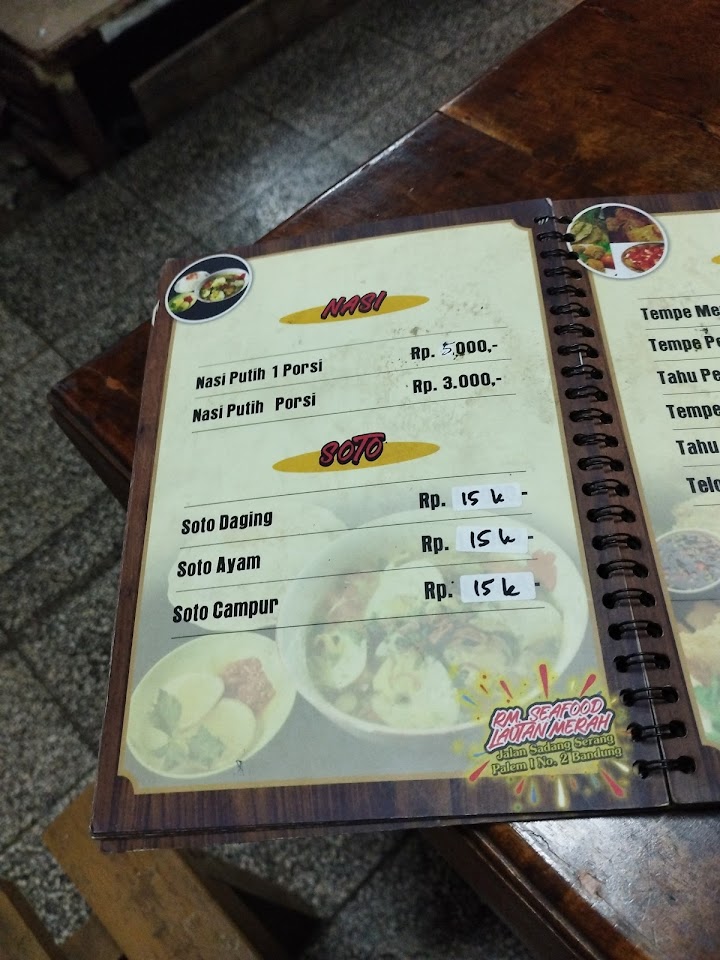 NASI
Nasi Putih 1 Porsi Rp. 5.000,-
Nasi Putih Porsi Rp. 3.000,-
SOTO
Soto Daging Rp. 15 k -
Soto Ayam Rp. 15 k -
Soto Campur Rp. 15 k -
RM. SEAFOOD
LAUTAN MERAH
Jalan Sadang Serang
Palem I No. 2 Bandung
Tempe
Tempe
Tahu
Tempe
Tahu